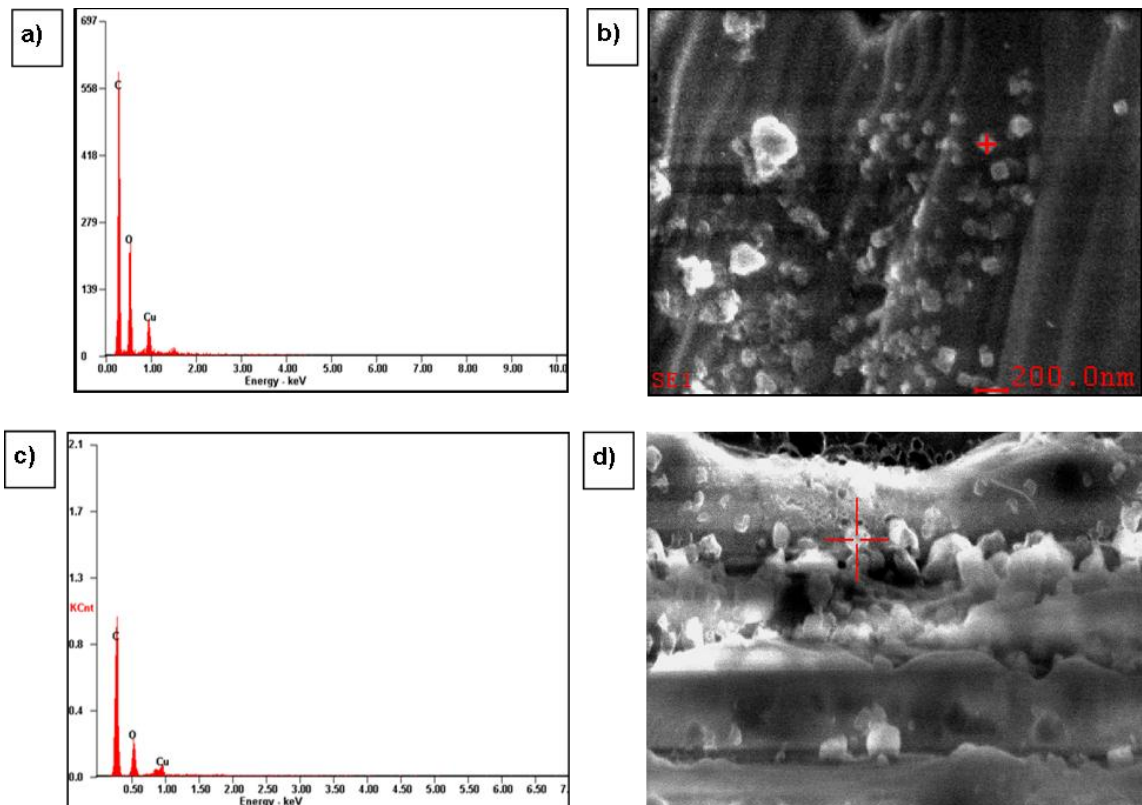 a)
697
558
418
279
139
0
C
O
Cu
0.00 1.00 2.00 3.00 4.00 5.00 6.00 7.00 8.00 9.00 10.0
Energy - keV
b)
SE1
200.0nm
c)
2.1
1.7
1.3
KCnt
0.8
0.4
0.0
C
O
Cu
0.50 1.00 1.50 2.00 2.50 3.00 3.50 4.00 4.50 5.00 5.50 6.00 6.50 7.
Energy - keV
d)